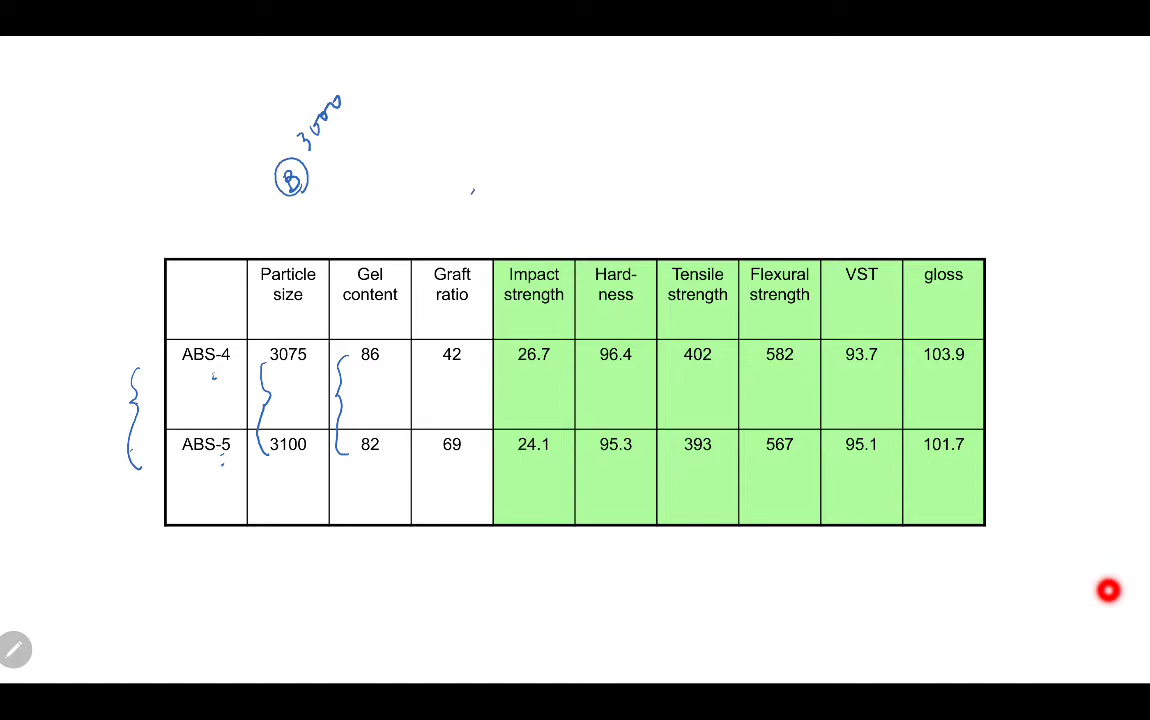 3000
B
Particle size Gel content Graft ratio Impact strength Hard-ness Tensile strength Flexural strength VST gloss
ABS-4 3075 86 42 26.7 96.4 402 582 93.7 103.9
ABS-5 3100 82 69 24.1 95.3 393 567 95.1 101.7